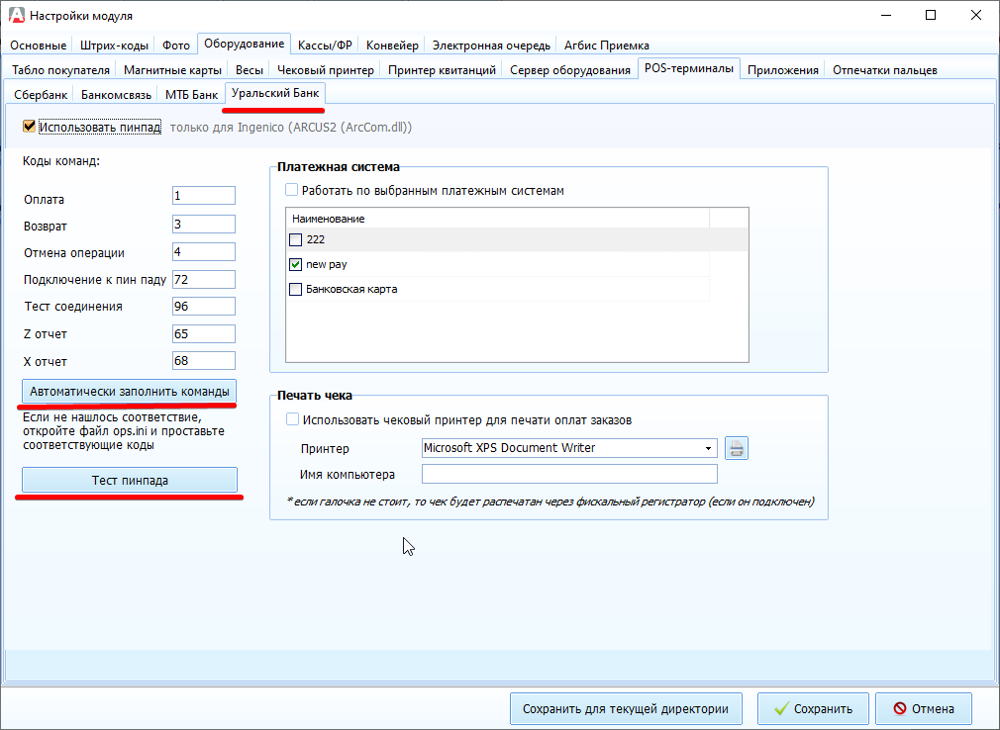 Настройки модуля
Основные Штрих-коды Фото Оборудование Кассы/ФР Конвейер Электронная очередь Агбис Приемка
Табло покупателя Магнитные карты Весы Чековый принтер Принтер квитанций Сервер оборудования POS-терминалы Приложения Отпечатки пальцев
Сбербанк Банкомсвязь МТБ Банк Уральский Банк
Использовать пинпад только для Ingenico (ARCUS2 (ArcCom.dll))
Коды команд:
Оплата 1
Возврат 3
Отмена операции 4
Подключение к пин паду 72
Тест соединения 96
Z отчет 65
X отчет 68
Автоматически заполнить команды
Если не нашлось соответствие,
откройте файл ops.ini и проставьте
соответствующие коды
Тест пинпада
Платежная система
Работать по выбранным платежным системам
Наименование
222
new pay
Банковская карта
Печать чека
Использовать чековый принтер для печати оплат заказов
Принтер Microsoft XPS Document Writer
Имя компьютера
* если галочка не стоит, то чек будет распечатан через фискальный регистратор (если он подключен)
Сохранить для текущей директории Сохранить Отмена